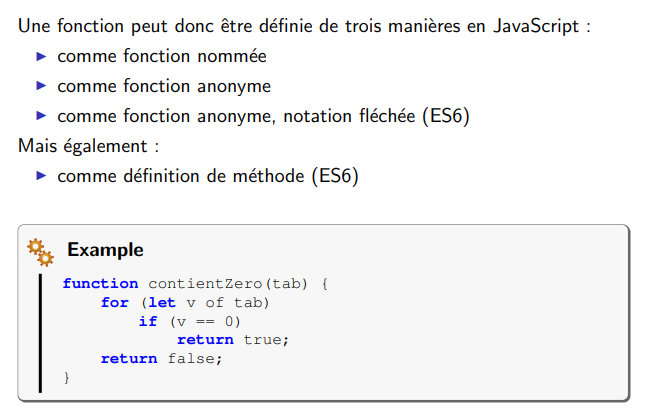 Une fonction peut donc être définie de trois manières en JavaScript :
▶ comme fonction nommée
▶ comme fonction anonyme
▶ comme fonction anonyme, notation fléchée (ES6)
Mais également :
▶ comme définition de méthode (ES6)
Example
function contientZero(tab) {
    for (let v of tab)
        if (v == 0)
            return true;
    return false;
}